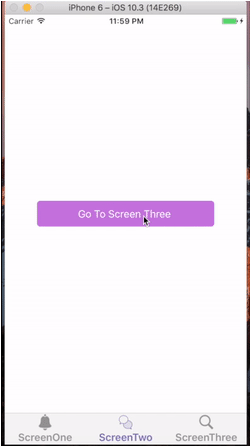 iPhone 6 – iOS 10.3 (14E269)
Carrier 11:59 PM
Go To Screen Three
ScreenOne ScreenTwo ScreenThree